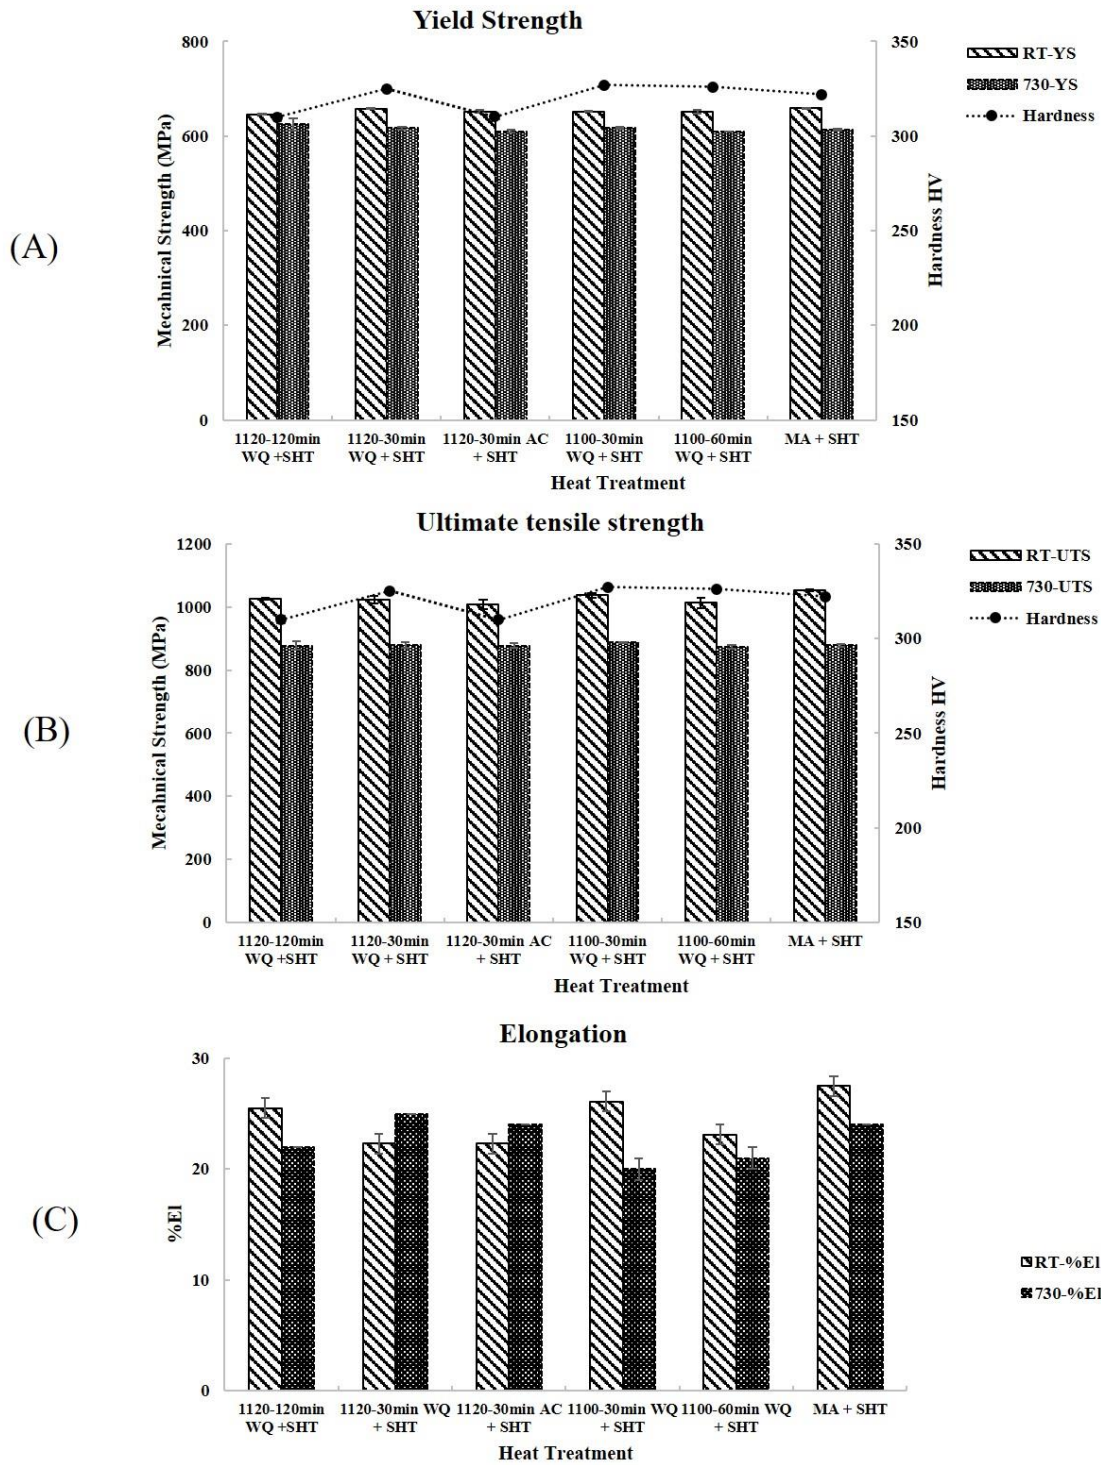 Yield Strength
800
600
400
200
0
Mecahnical Strength (MPa)
350
300
250
200
150
Hardness HV
RT-YS
730-YS
Hardness
(A)
1120-120min
WQ +SHT
1120-30min
WQ + SHT
1120-30min AC
+ SHT
1100-30min
WQ + SHT
1100-60min
WQ + SHT
MA + SHT
Heat Treatment
Ultimate tensile strength
1200
1000
800
600
400
200
0
Mecahnical Strength (MPa)
350
300
250
200
150
Hardness HV
RT-UTS
730-UTS
Hardness
(B)
1120-120min
WQ +SHT
1120-30min
WQ + SHT
1120-30min AC
+ SHT
1100-30min
WQ + SHT
1100-60min
WQ + SHT
MA + SHT
Heat Treatment
Elongation
30
20
10
0
%El
(C)
RT-%El
730-%El
1120-120min
WQ +SHT
1120-30min WQ
+ SHT
1120-30min AC
+ SHT
1100-30min WQ
+ SHT
1100-60min WQ
+ SHT
MA + SHT
Heat Treatment